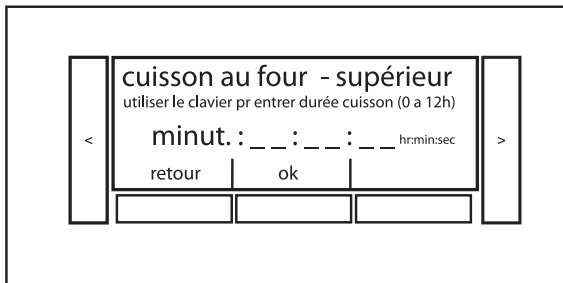 cuisson au four - supérieur
utiliser le clavier pr entrer durée cuisson (0 a 12h)
< minut. : _ _ : _ _ : _ _ hr:min:sec >
retour ok